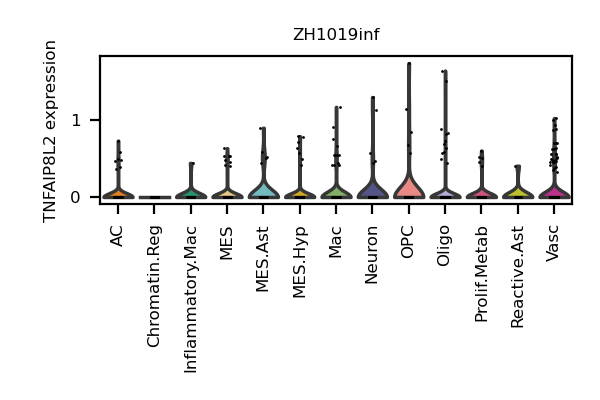 ZH1019inf
TNFAIP8L2 expression
1
0
AC
Chromatin.Reg
Inflammatory.Mac
MES
MES.Ast
MES.Hyp
Mac
Neuron
OPC
Oligo
Prolif.Metab
Reactive.Ast
Vasc